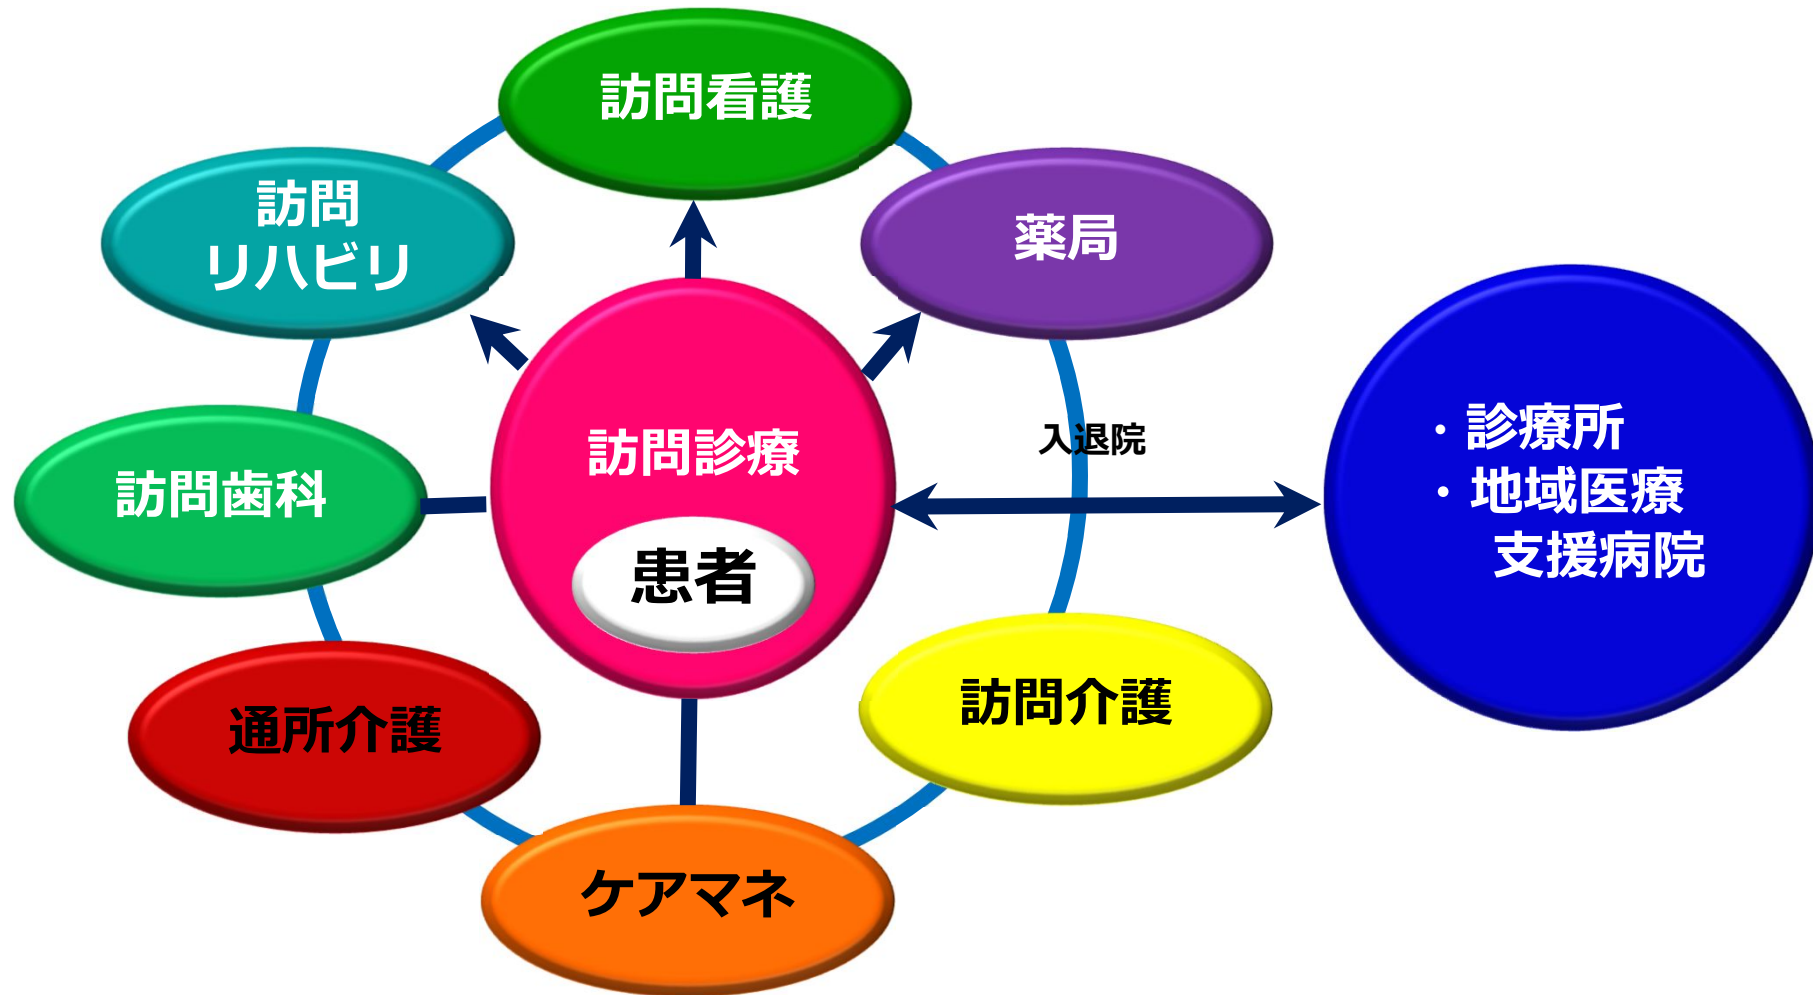 訪問看護
訪問
リハビリ
薬局
訪問診療
患者
入退院
・診療所
・地域医療
支援病院
訪問歯科
通所介護
訪問介護
ケアマネ